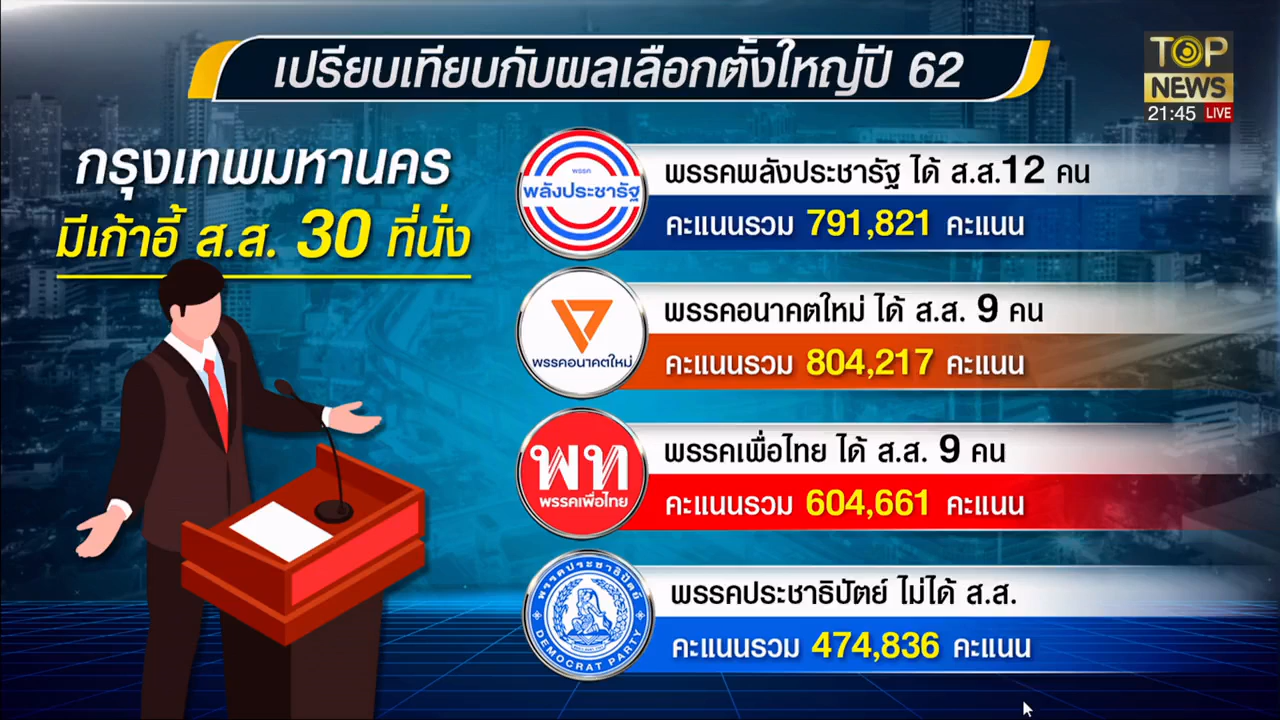 เปรียบเทียบกับผลเลือกตั้งใหญ่ปี 62
TOP
NEWS
21:45 LIVE
กรุงเทพมหานคร
มีเก้าอี้ ส.ส. 30 ที่นั่ง
พรรค
พลังประชารัฐ
พรรคพลังประชารัฐ ได้ ส.ส.12 คน
คะแนนรวม 791,821 คะแนน
พรรคอนาคตใหม่
พรรคอนาคตใหม่ ได้ ส.ส. 9 คน
คะแนนรวม 804,217 คะแนน
พท
พรรคเพื่อไทย
พรรคเพื่อไทย ได้ ส.ส. 9 คน
คะแนนรวม 604,661 คะแนน
พรรคประชาธิปัตย์
DEMOCRAT PARTY
พรรคประชาธิปัตย์ ไม่ได้ ส.ส.
คะแนนรวม 474,836 คะแนน